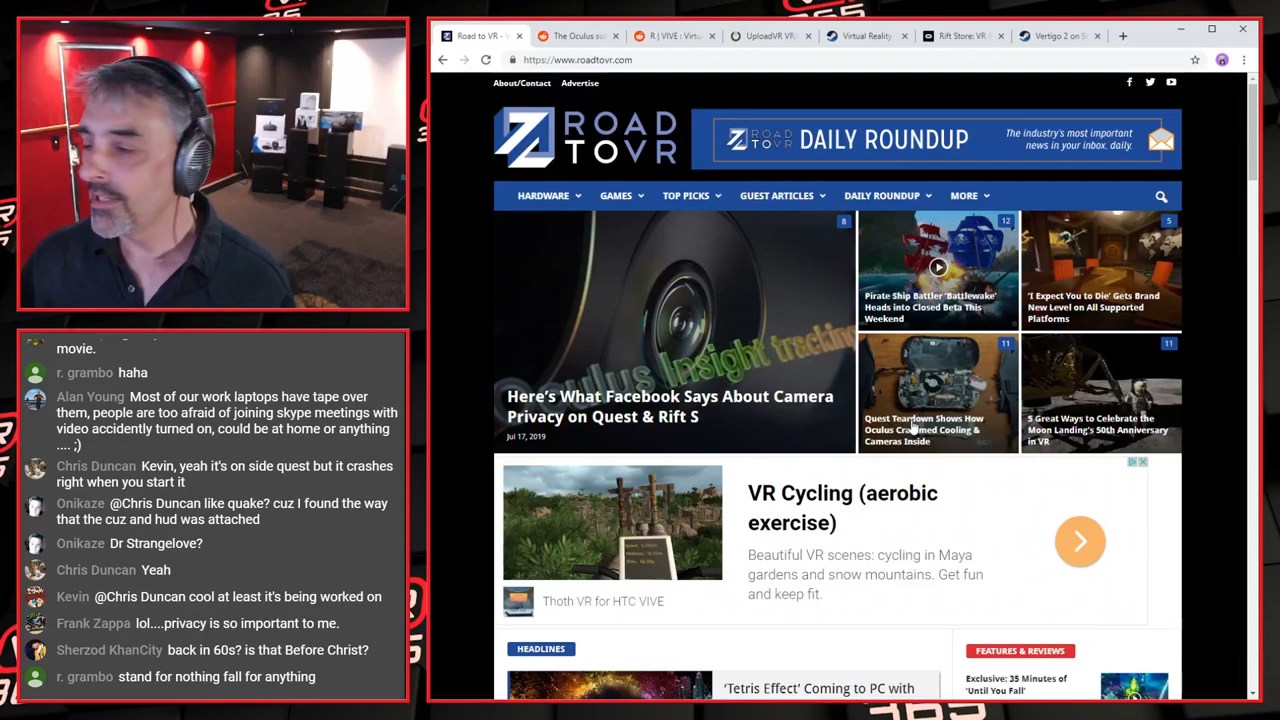 movie.
r. grambo haha
Alan Young Most of our work laptops have tape over
them, people are too afraid of joining skype meetings with
video accidently turned on, could be at home or anything
.... ;)
Chris Duncan Kevin, yeah it's on side quest but it crashes
right when you start it
Onikaze @Chris Duncan like quake? cuz I found the way
that the cuz and hud was attached
Onikaze Dr Strangelove?
Chris Duncan Yeah
Kevin @Chris Duncan cool at least it's being worked on
Frank Zappa lol....privacy is so important to me.
Sherzod KhanCity back in 60s? is that Before Christ?
r. grambo stand for nothing fall for anything
Road to VR - V
The Oculus sub
R | VIVE : Virtu
UploadVR VR/
Virtual Reality
Rift Store: VR G
Vertigo 2 on St
https://www.roadtovr.com
About/Contact Advertise
ROAD
TOVR
ROAD
TOVR
DAILY ROUNDUP
The industry's most important
news in your inbox, daily.
HARDWARE GAMES TOP PICKS GUEST ARTICLES DAILY ROUNDUP MORE
8
Oculus Insight tracking
Here's What Facebook Says About Camera
Privacy on Quest & Rift S
Jul 17, 2019
12
Pirate Ship Battler 'Battlewake'
Heads into Closed Beta This
Weekend
5
'I Expect You to Die' Gets Brand
New Level on All Supported
Platforms
11
Quest Teardown Shows How
Oculus Crammed Cooling &
Cameras Inside
11
5 Great Ways to Celebrate the
Moon Landing's 50th Anniversary
in VR
VR Cycling (aerobic
exercise)
Beautiful VR scenes: cycling in Maya
gardens and snow mountains. Get fun
and keep fit.
Thoth VR for HTC VIVE
HEADLINES
'Tetris Effect' Coming to PC with
FEATURES & REVIEWS
Exclusive: 35 Minutes of
'Until You Fall'